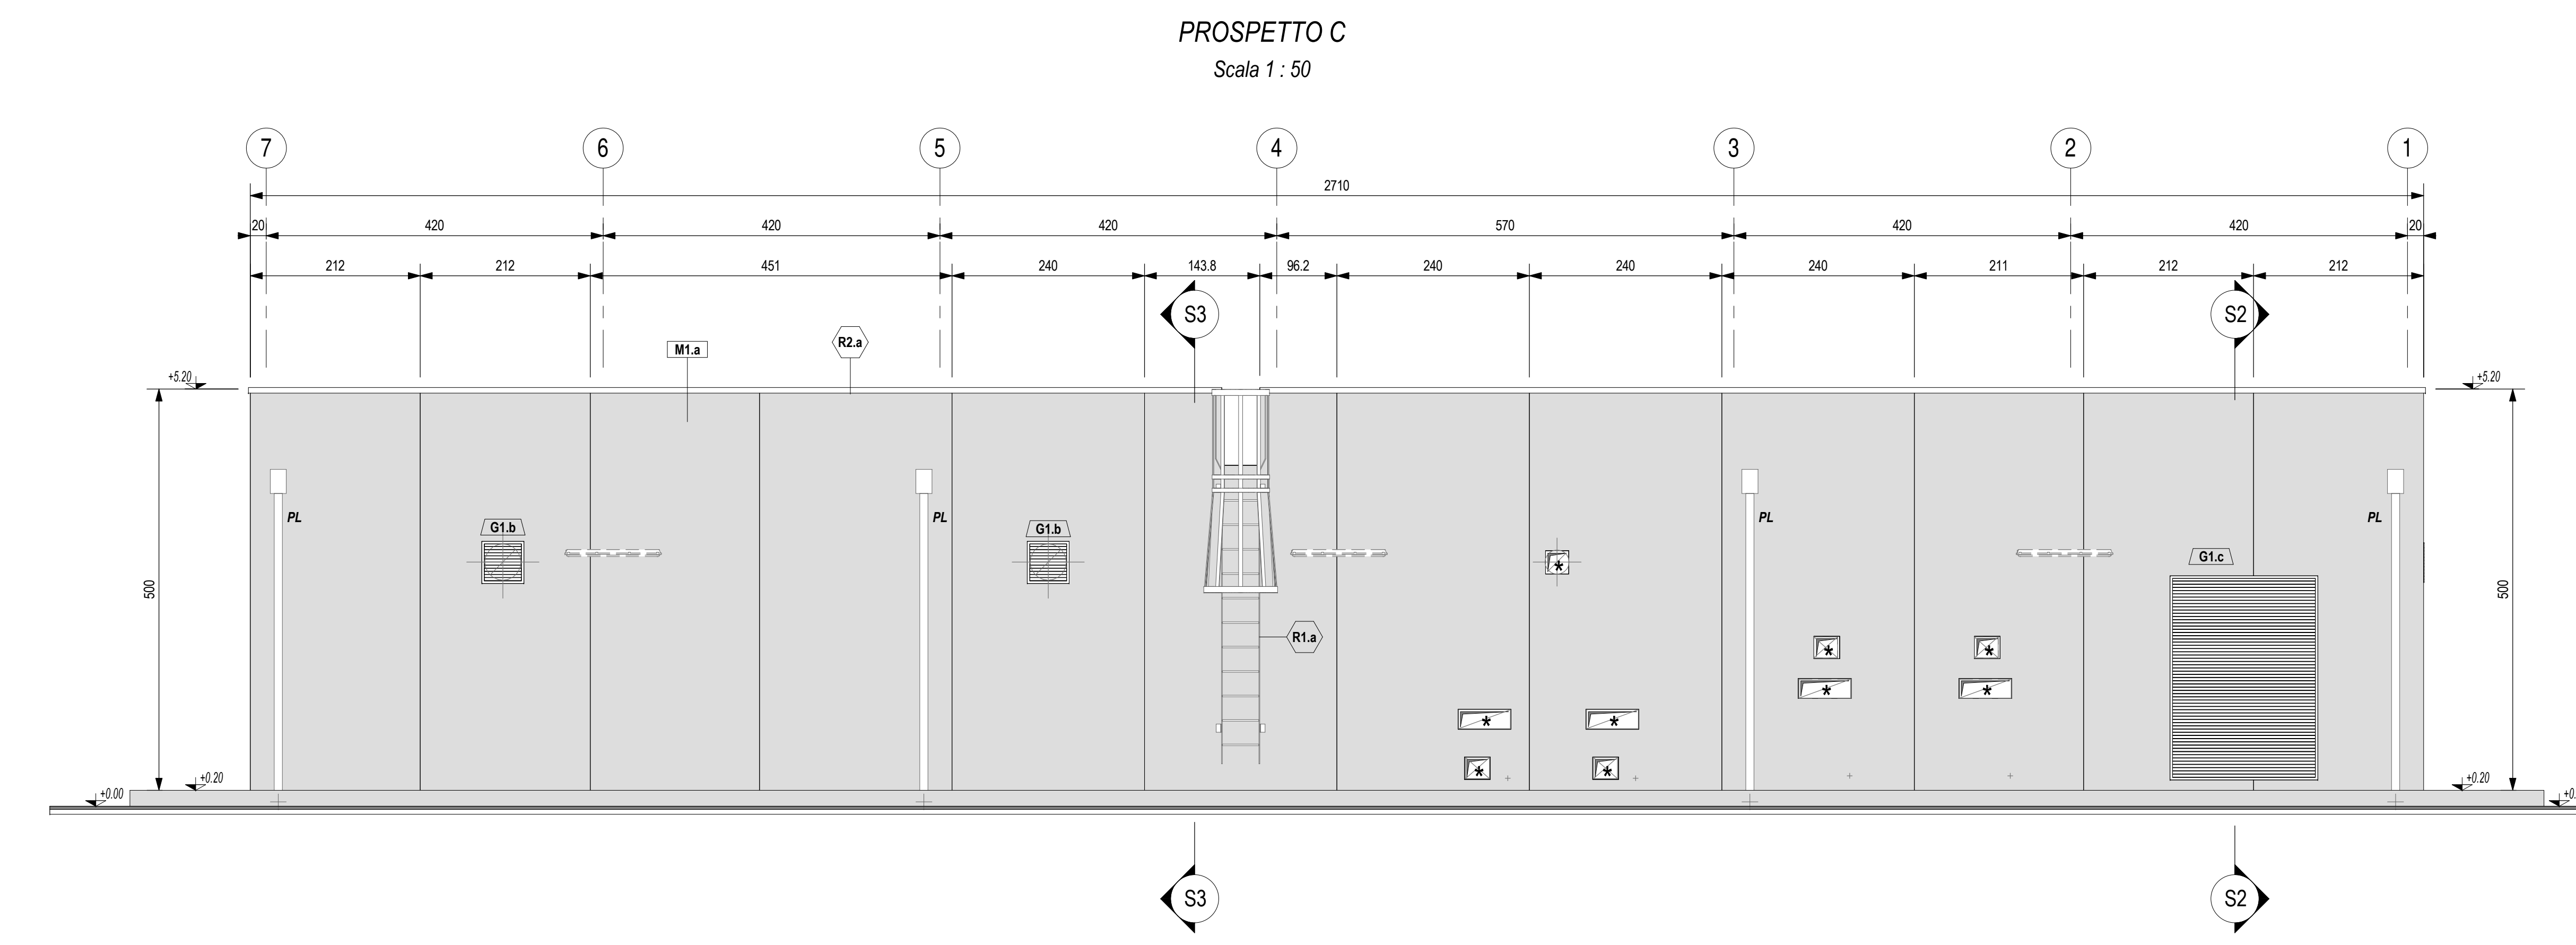 PROSPETTO C
Scala 1 : 50
7 6 5 4 3 2 1
2710
20 420 420 420 570 420 420 20
212 212 451 240 143.8 96.2 240 240 240 211 212 212
S3 S2
M1.a R2.a
+5.20 +5.20
PL G1.b PL G1.b PL PL
G1.c
*
500 500
R1.a
* *
* *
* *
* *
+0.20 +0.20
+0.00
S3 S2